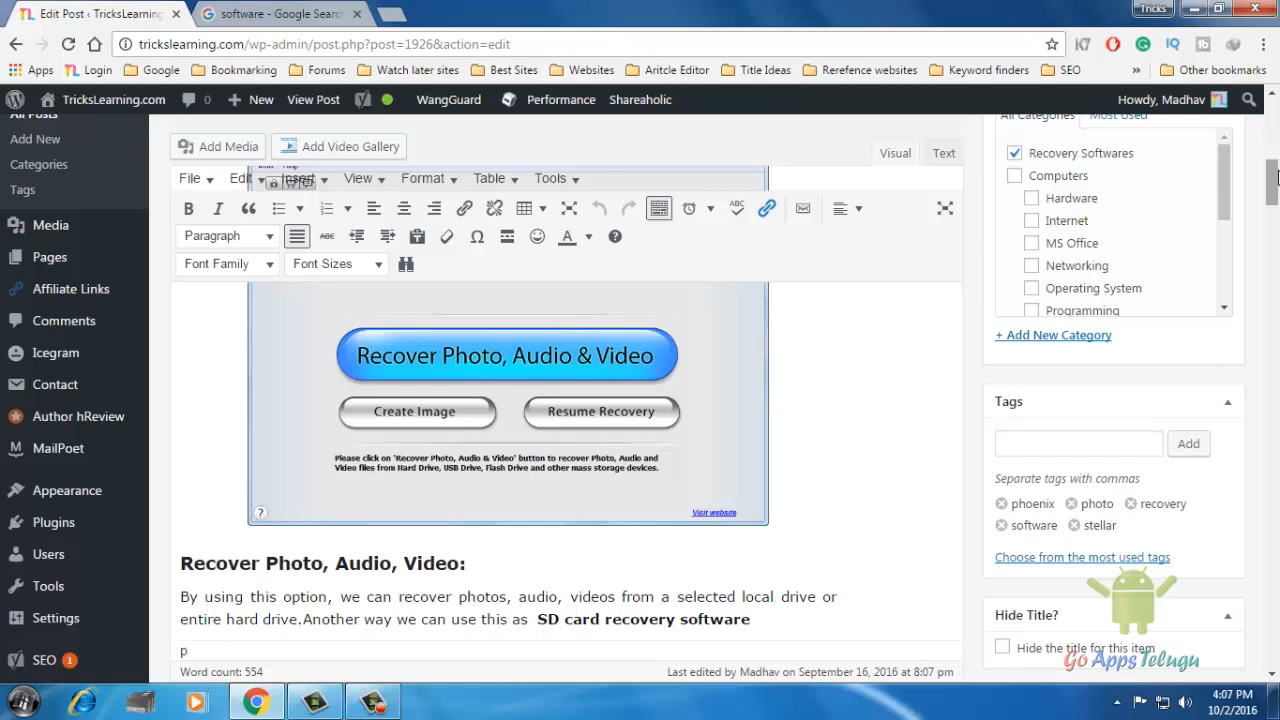 Edit Post ‹ TricksLearning
software - Google Search
Tricks
trickslearning.com/wp-admin/post.php?post=1926&action=edit
Apps
Login
Google
Bookmarking
Forums
Watch later sites
Best Sites
Websites
Aritcle Editor
Title Ideas
Rerefence websites
Keyword finders
SEO
»
Other bookmarks
TricksLearning.com
0
New
View Post
WangGuard
Performance
Shareaholic
Howdy, Madhav
All Posts
Add New
Categories
Tags
Media
Pages
Affiliate Links
Comments
Icegram
Contact
Author hReview
MailPoet
Appearance
Plugins
Users
Tools
Settings
SEO 1
Add Media
Add Video Gallery
Visual
Text
File
Edit
Insert
View
Format
Table
Tools
Paragraph
Font Family
Font Sizes
Recover Photo, Audio & Video
Create Image
Resume Recovery
Please click on 'Recover Photo, Audio & Video' button to recover Photo, Audio and
Video files from Hard Drive, USB Drive, Flash Drive and other mass storage devices.
?
Visit website
Recover Photo, Audio, Video:
By using this option, we can recover photos, audio, videos from a selected local drive or
entire hard drive.Another way we can use this as SD card recovery software
p
Word count: 554
Last edited by Madhav on September 16, 2016 at 8:07 pm
All Categories
Most Used
Recovery Softwares
Computers
Hardware
Internet
MS Office
Networking
Operating System
Programming
+ Add New Category
Tags
Add
Separate tags with commas
phoenix
photo
recovery
software
stellar
Choose from the most used tags
Hide Title?
Hide the title for this item
Go Apps Telugu
4:07 PM
10/2/2016